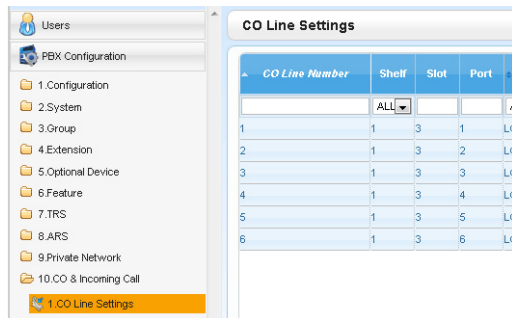 Users
PBX Configuration
1.Configuration
2.System
3.Group
4.Extension
5.Optional Device
6.Feature
7.TRS
8.ARS
9.Private Network
10.CO & Incoming Call
1.CO Line Settings
CO Line Settings
CO Line Number Shelf Slot Port
ALL
1 1 3 1
2 1 3 2
3 1 3 3
4 1 3 4
5 1 3 5
6 1 3 6